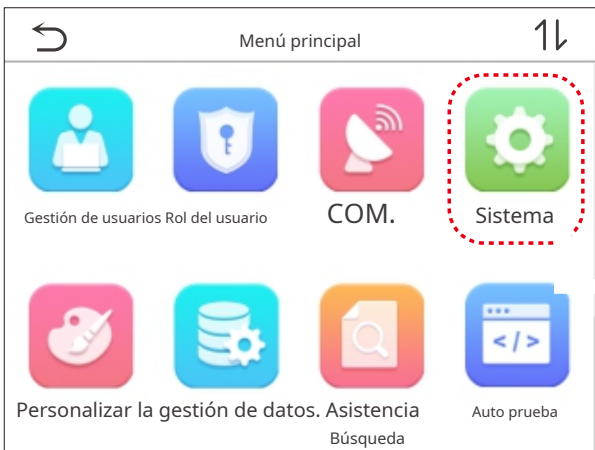 Menú principal
Gestión de usuarios Rol del usuario COM. Sistema
</>
Personalizar la gestión de datos. Asistencia Auto prueba
Búsqueda